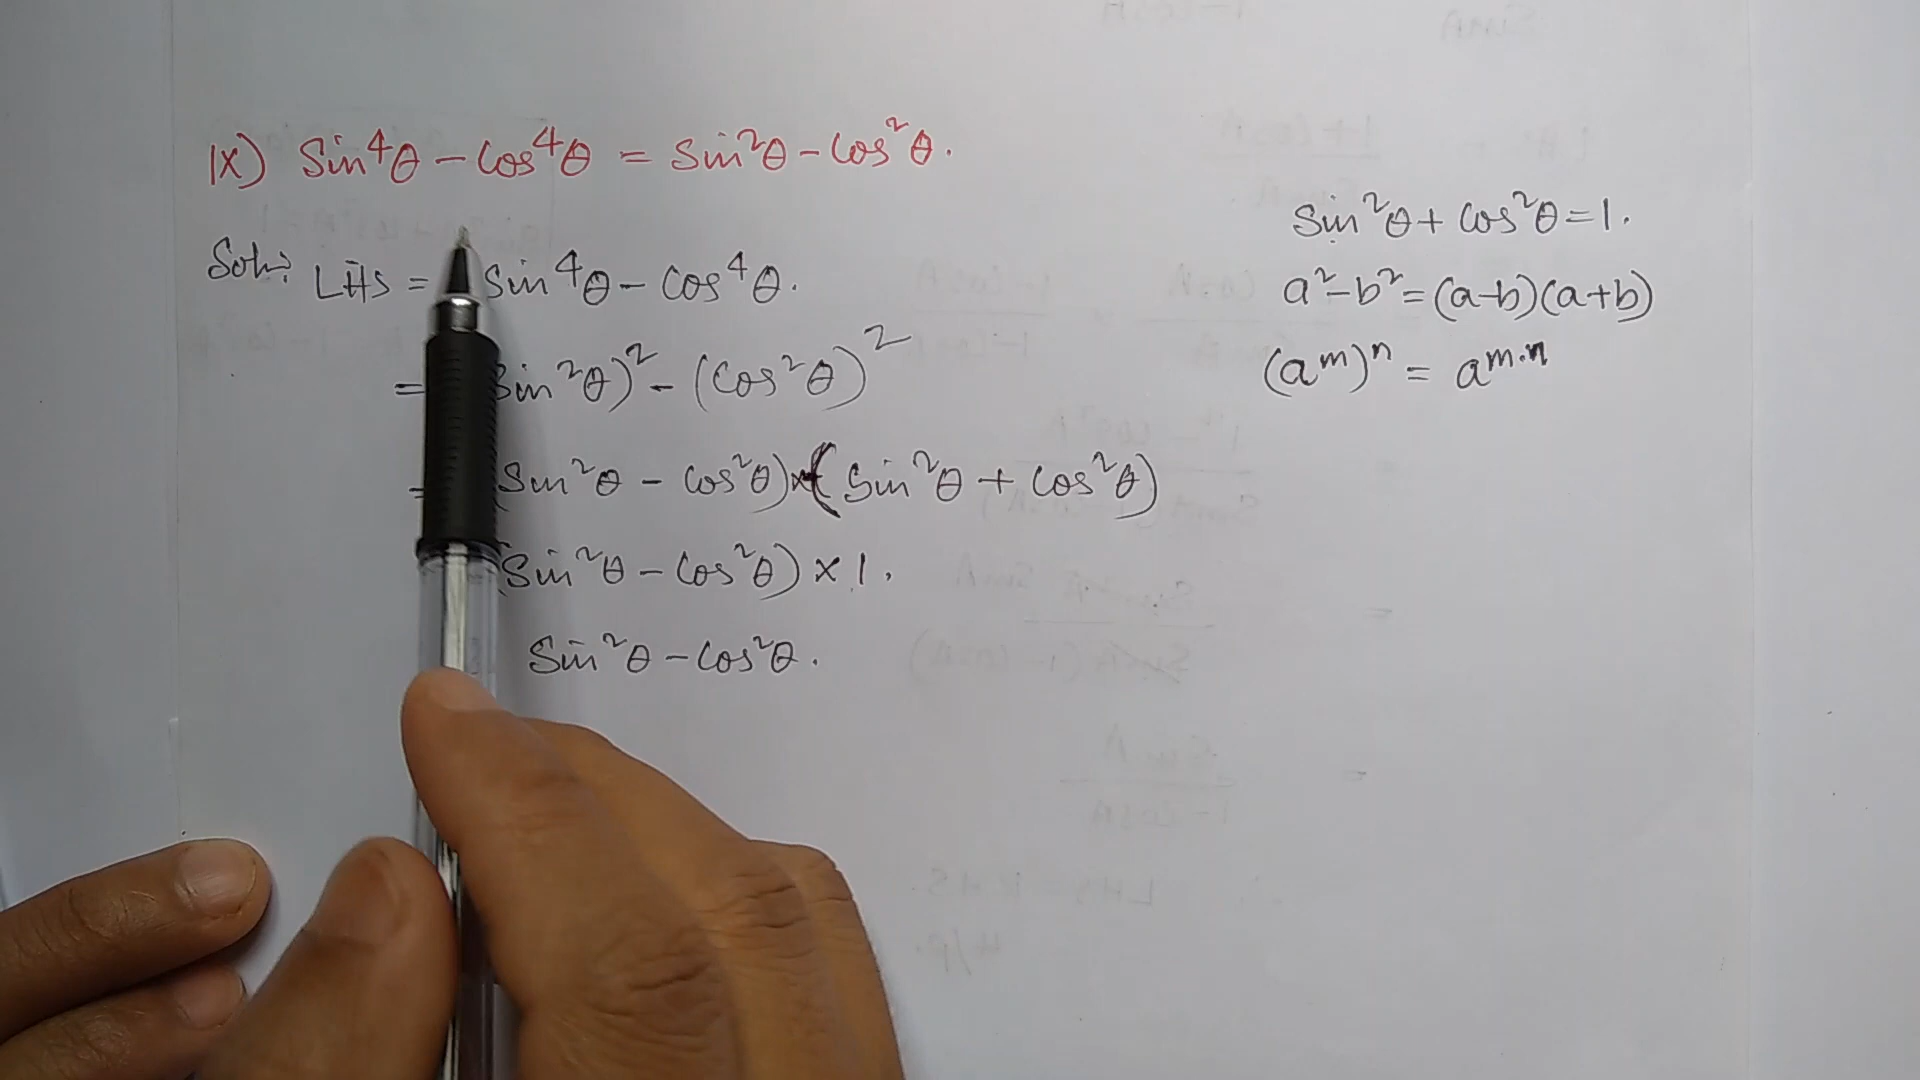 IX) Sin⁴θ - Cos⁴θ = Sin²θ - Cos²θ.
Soln: LHS = Sin⁴θ - Cos⁴θ.
= Sin²θ)² - (Cos²θ)²
= (Sin²θ - Cos²θ)×(Sin²θ + Cos²θ)
(Sin²θ - Cos²θ) × 1.
Sin²θ - Cos²θ.
Sin²θ + Cos²θ = 1.
a² - b² = (a-b)(a+b)
(aᵐ)ⁿ = aᵐ·ⁿ